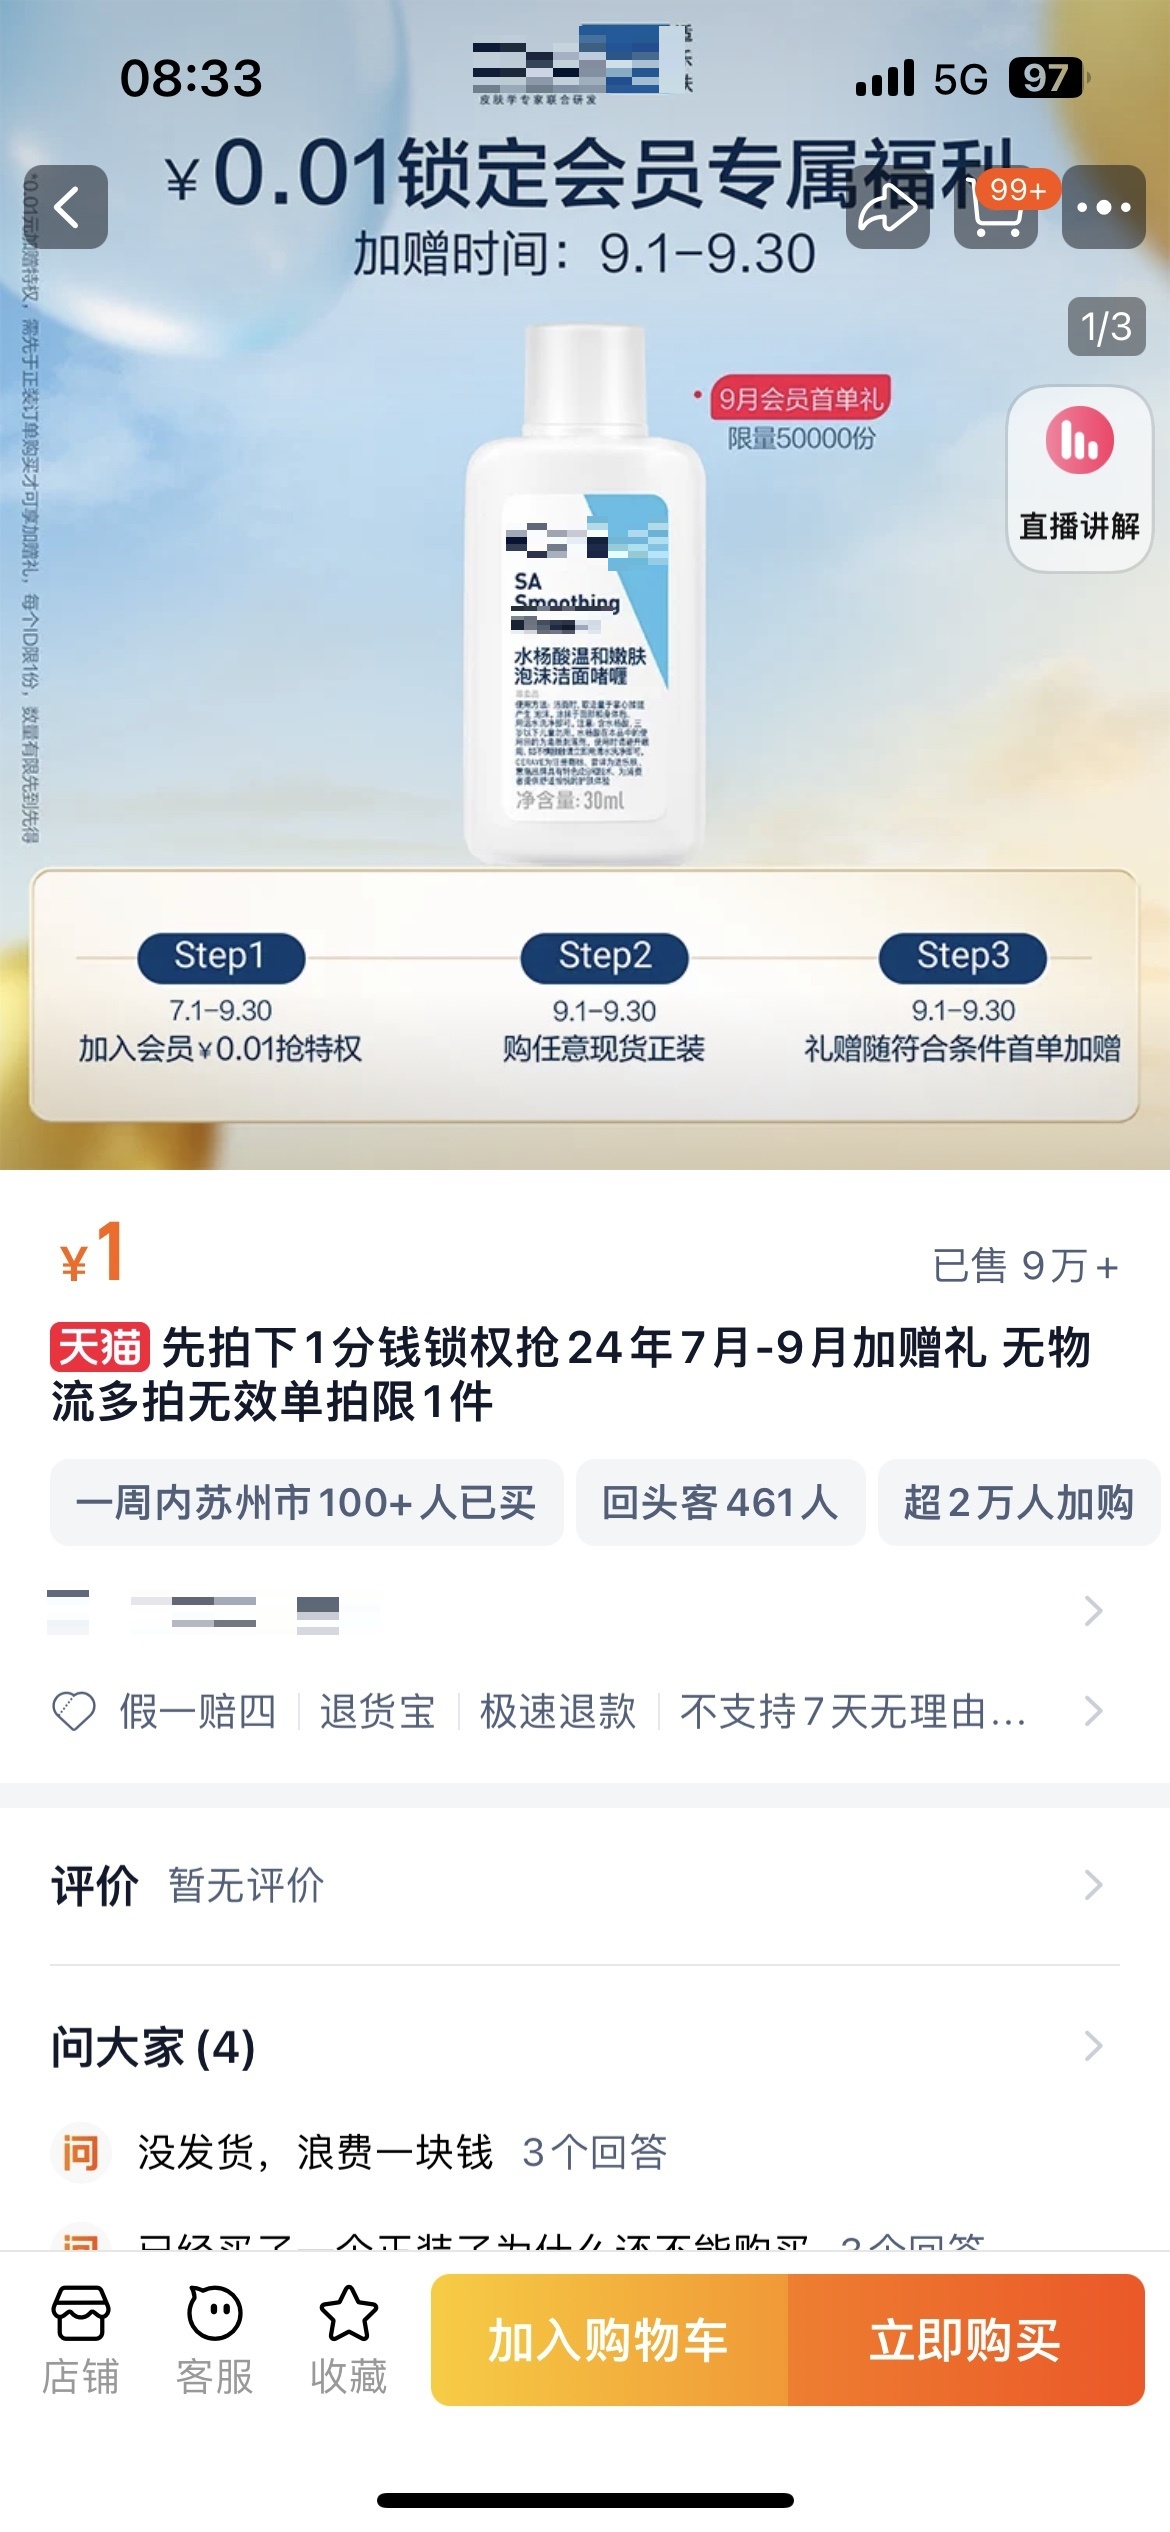 08:33
5G
97
皮肤学专家联合研发
¥0.01锁定会员专属福利
99+
加赠时间：9.1-9.30
1/3
9月会员首单礼
限量50000份
直播讲解
*0.01元加赠特权，需先于正装订单购买才可享加赠礼，每个ID限1份，数量有限先到先得
SA
Smoothing
水杨酸温和嫩肤
泡沫洁面啫喱
净含量:30ml
Step1
Step2
Step3
7.1-9.30
9.1-9.30
9.1-9.30
加入会员¥0.01抢特权
购任意现货正装
礼赠随符合条件首单加赠
¥1
已售 9万+
天猫 先拍下1分钱锁权抢24年7月-9月加赠礼 无物
流多拍无效单拍限1件
一周内苏州市100+人已买
回头客461人
超2万人加购
假一赔四
退货宝
极速退款
不支持7天无理由...
评价 暂无评价
问大家(4)
问 没发货，浪费一块钱 3个回答
问 已经买了一个正装了为什么还不能购买
店铺
客服
收藏
加入购物车
立即购买